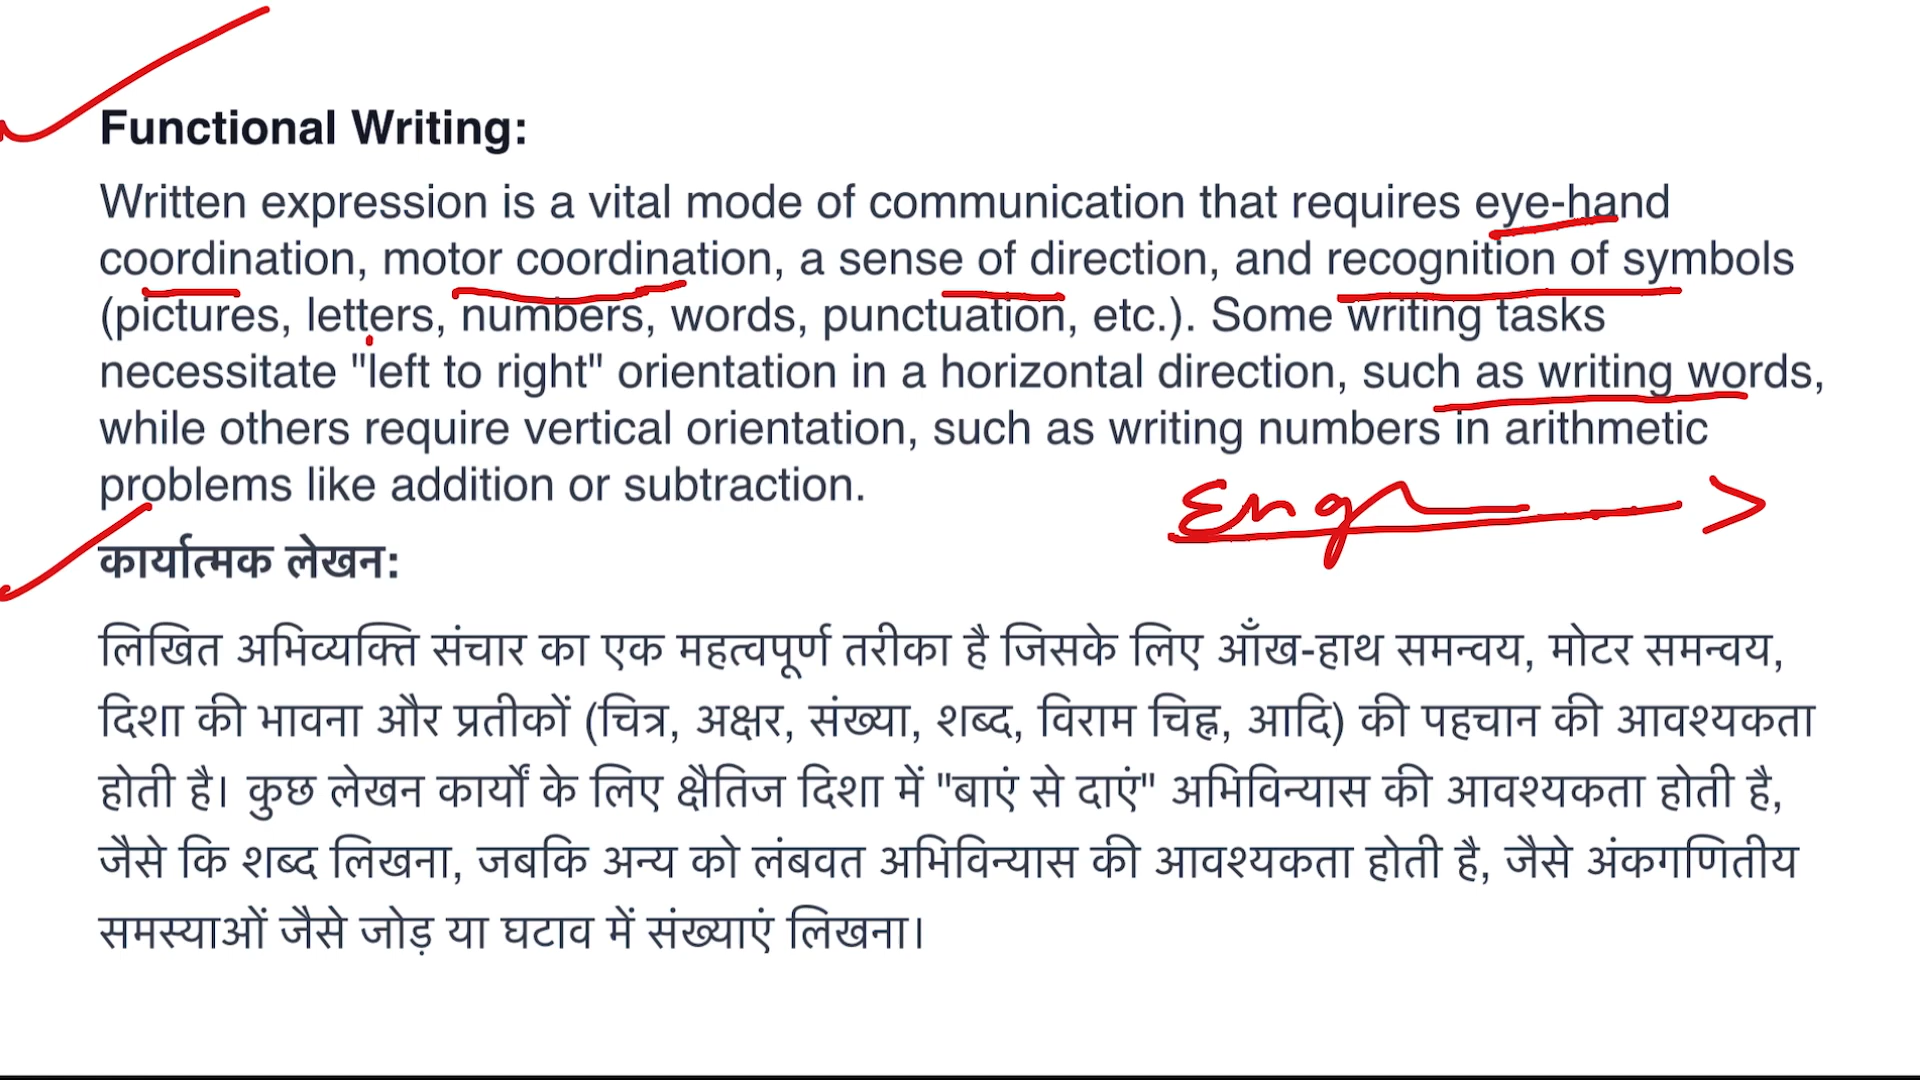 Functional Writing:
Written expression is a vital mode of communication that requires eye-hand
coordination, motor coordination, a sense of direction, and recognition of symbols
(pictures, letters, numbers, words, punctuation, etc.). Some writing tasks
necessitate "left to right" orientation in a horizontal direction, such as writing words,
while others require vertical orientation, such as writing numbers in arithmetic
problems like addition or subtraction.
Eng
कार्यात्मक लेखन:
लिखित अभिव्यक्ति संचार का एक महत्वपूर्ण तरीका है जिसके लिए आँख-हाथ समन्वय, मोटर समन्वय,
दिशा की भावना और प्रतीकों (चित्र, अक्षर, संख्या, शब्द, विराम चिह्न, आदि) की पहचान की आवश्यकता
होती है। कुछ लेखन कार्यों के लिए क्षैतिज दिशा में "बाएं से दाएं" अभिविन्यास की आवश्यकता होती है,
जैसे कि शब्द लिखना, जबकि अन्य को लंबवत अभिविन्यास की आवश्यकता होती है, जैसे अंकगणितीय
समस्याओं जैसे जोड़ या घटाव में संख्याएं लिखना।